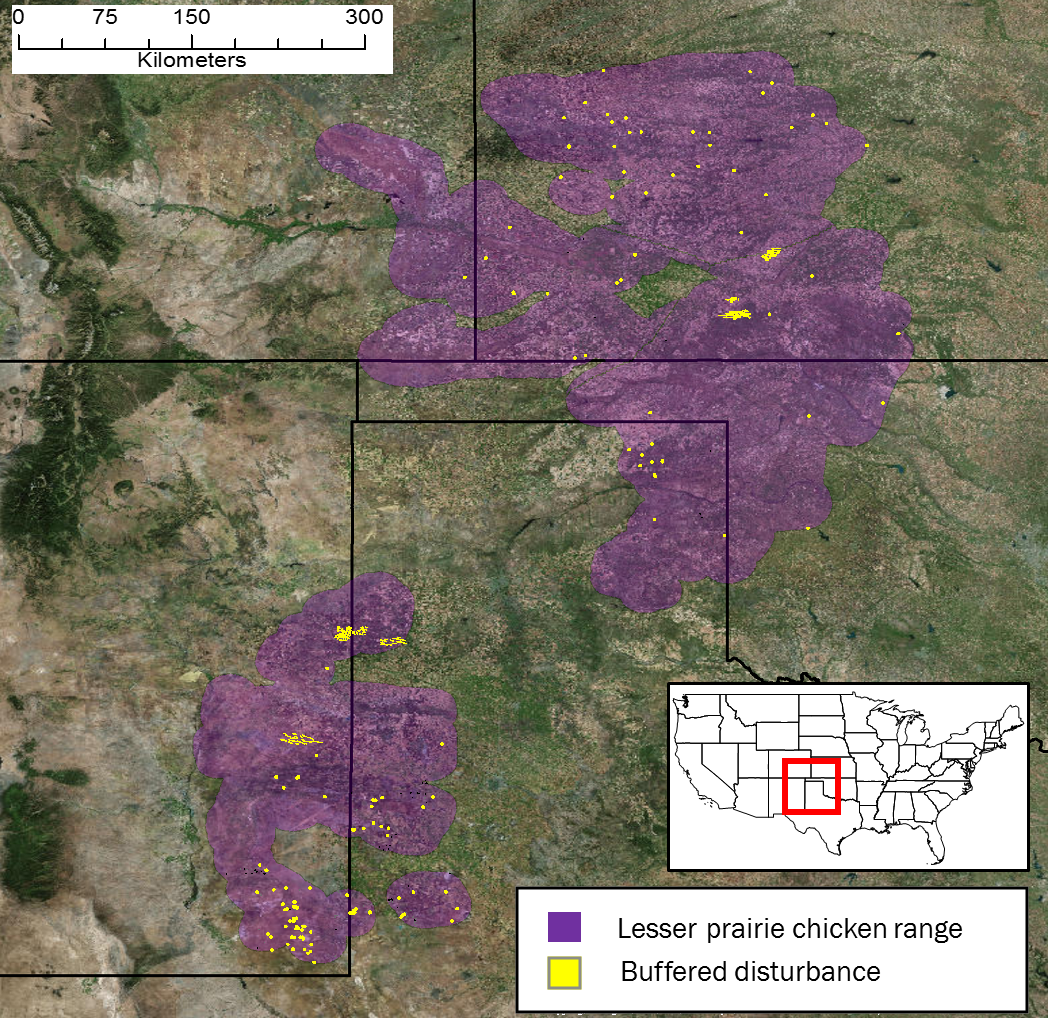 0 75 150 300
Kilometers
Lesser prairie chicken range
Buffered disturbance